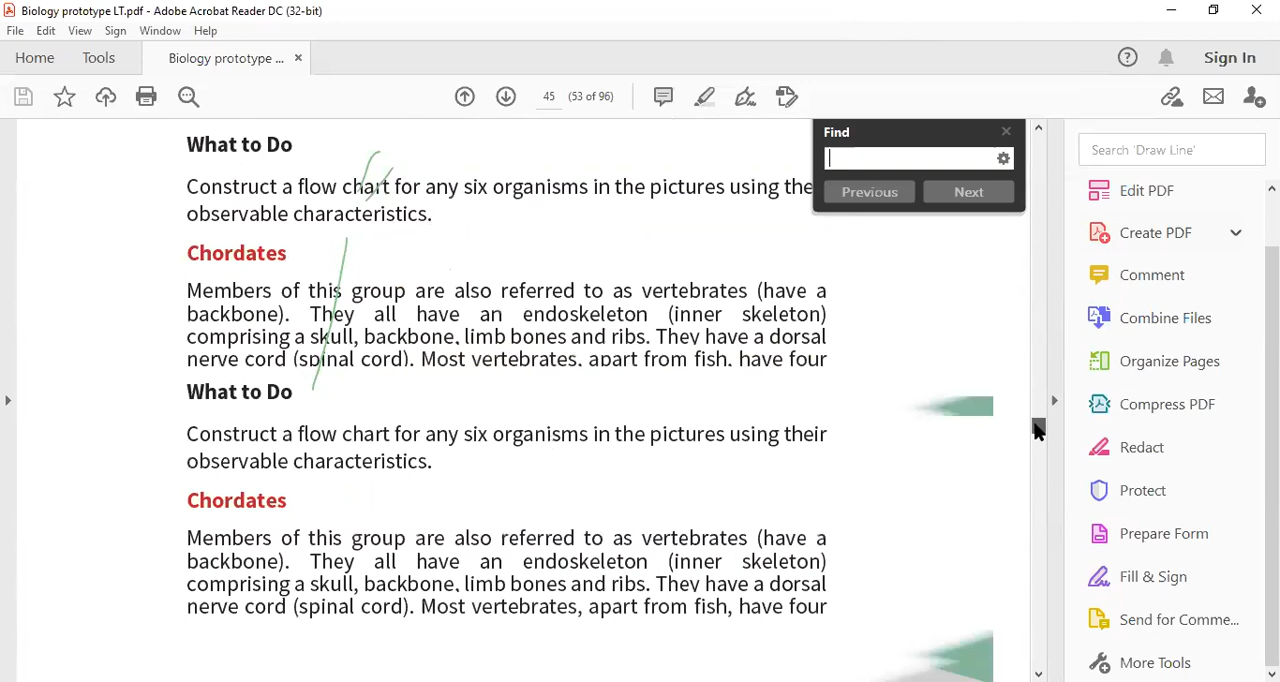 Biology prototype LT.pdf - Adobe Acrobat Reader DC (32-bit)
File Edit View Sign Window Help
Home Tools Biology prototype ... × Sign In
45 (53 of 96)
Find
Previous Next
What to Do
Construct a flow chart for any six organisms in the pictures using the
observable characteristics.
Chordates
Members of this group are also referred to as vertebrates (have a
backbone). They all have an endoskeleton (inner skeleton)
comprising a skull, backbone, limb bones and ribs. They have a dorsal
nerve cord (spinal cord). Most vertebrates, apart from fish, have four
What to Do
Construct a flow chart for any six organisms in the pictures using their
observable characteristics.
Chordates
Members of this group are also referred to as vertebrates (have a
backbone). They all have an endoskeleton (inner skeleton)
comprising a skull, backbone, limb bones and ribs. They have a dorsal
nerve cord (spinal cord). Most vertebrates, apart from fish, have four
Search 'Draw Line'
Edit PDF
Create PDF
Comment
Combine Files
Organize Pages
Compress PDF
Redact
Protect
Prepare Form
Fill & Sign
Send for Comme...
More Tools